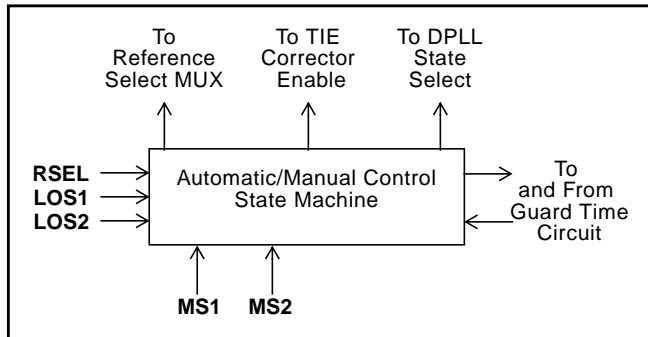 To
Reference
Select MUX
To TIE
Corrector
Enable
To DPLL
State
Select
RSEL
LOS1
LOS2
Automatic/Manual Control
State Machine
To
and From
Guard Time
Circuit
MS1
MS2